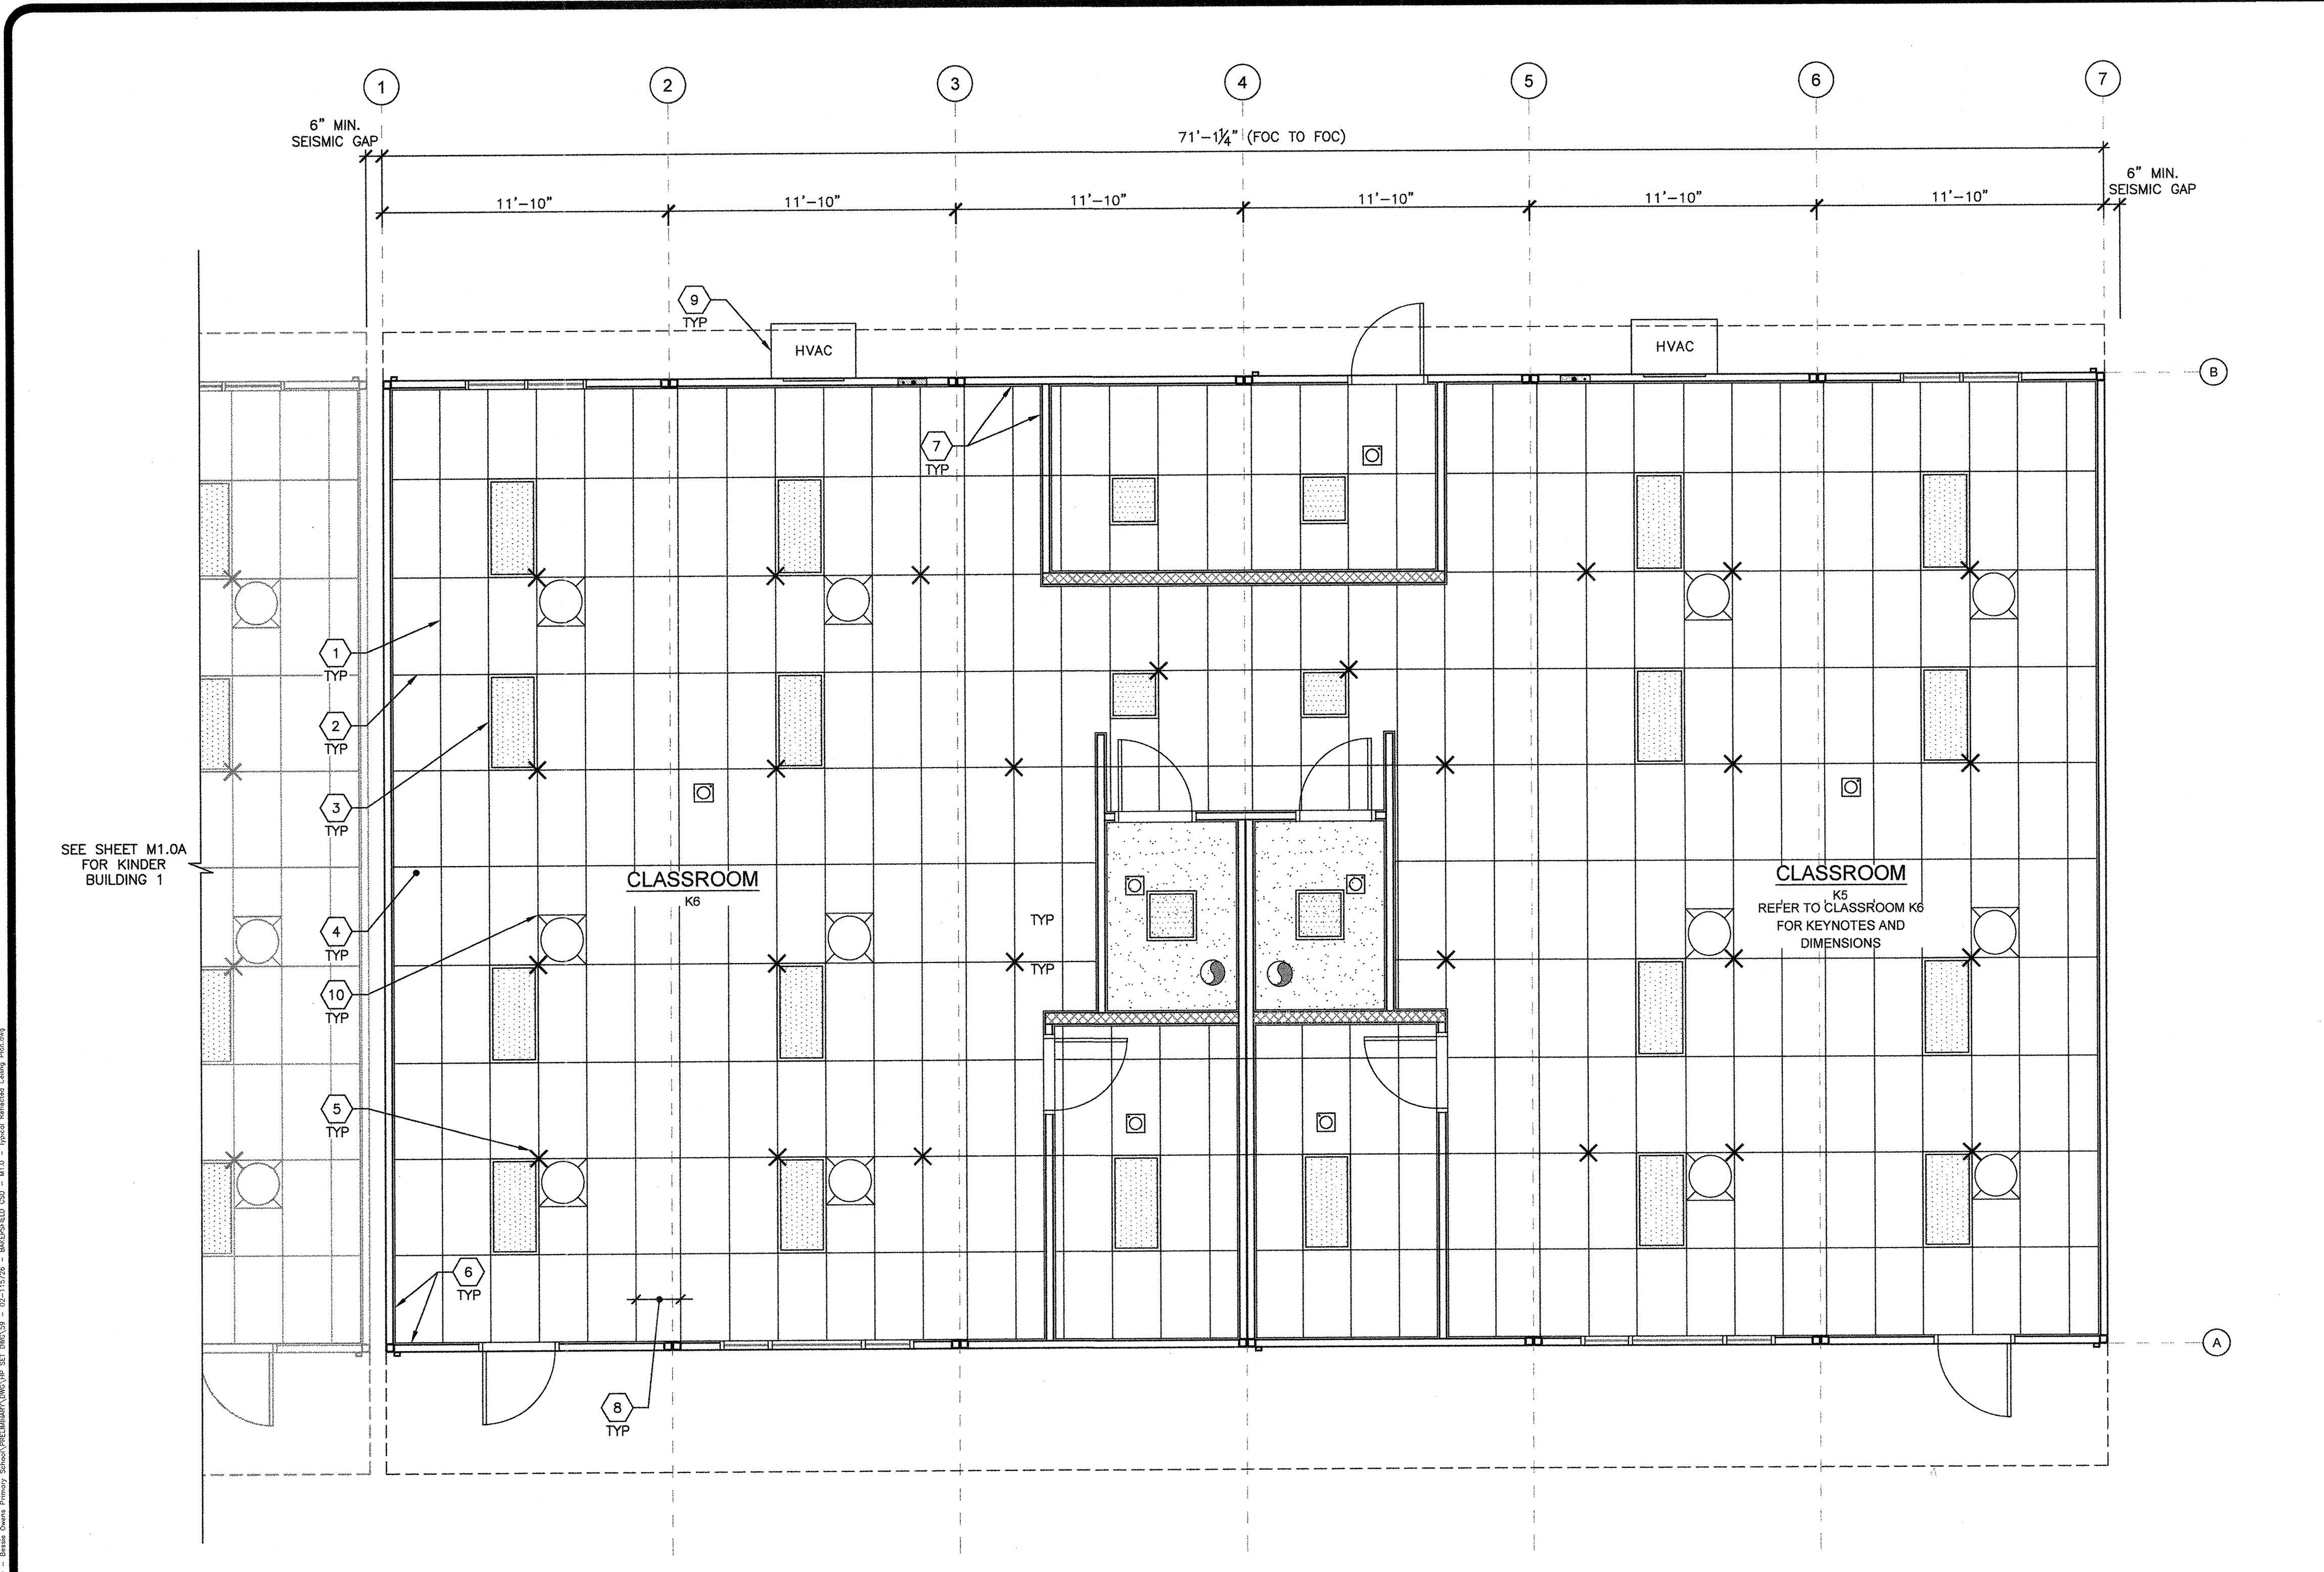 1
2
3
4
5
6
7
6” MIN.
SEISMIC GAP
71'-1¼” (FOC TO FOC)
6” MIN.
SEISMIC GAP
11'-10”
11'-10”
11'-10”
11'-10”
11'-10”
11'-10”
9
TYP
HVAC
HVAC
B
7
TYP
1
TYP
2
TYP
3
TYP
SEE SHEET M1.0A
FOR KINDER
BUILDING 1
4
TYP
CLASSROOM
K6
TYP
TYP
CLASSROOM
K5
REFER TO CLASSROOM K6
FOR KEYNOTES AND
DIMENSIONS
10
TYP
5
TYP
6
TYP
8
TYP
A